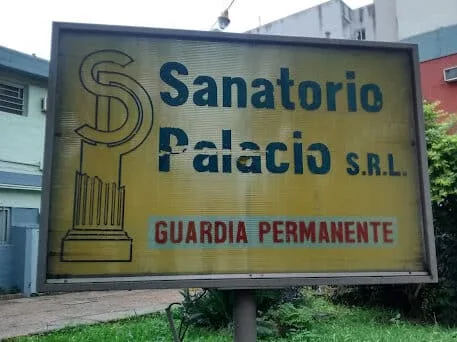 Sanatorio
Palacio S.R.L.
GUARDIA PERMANENTE